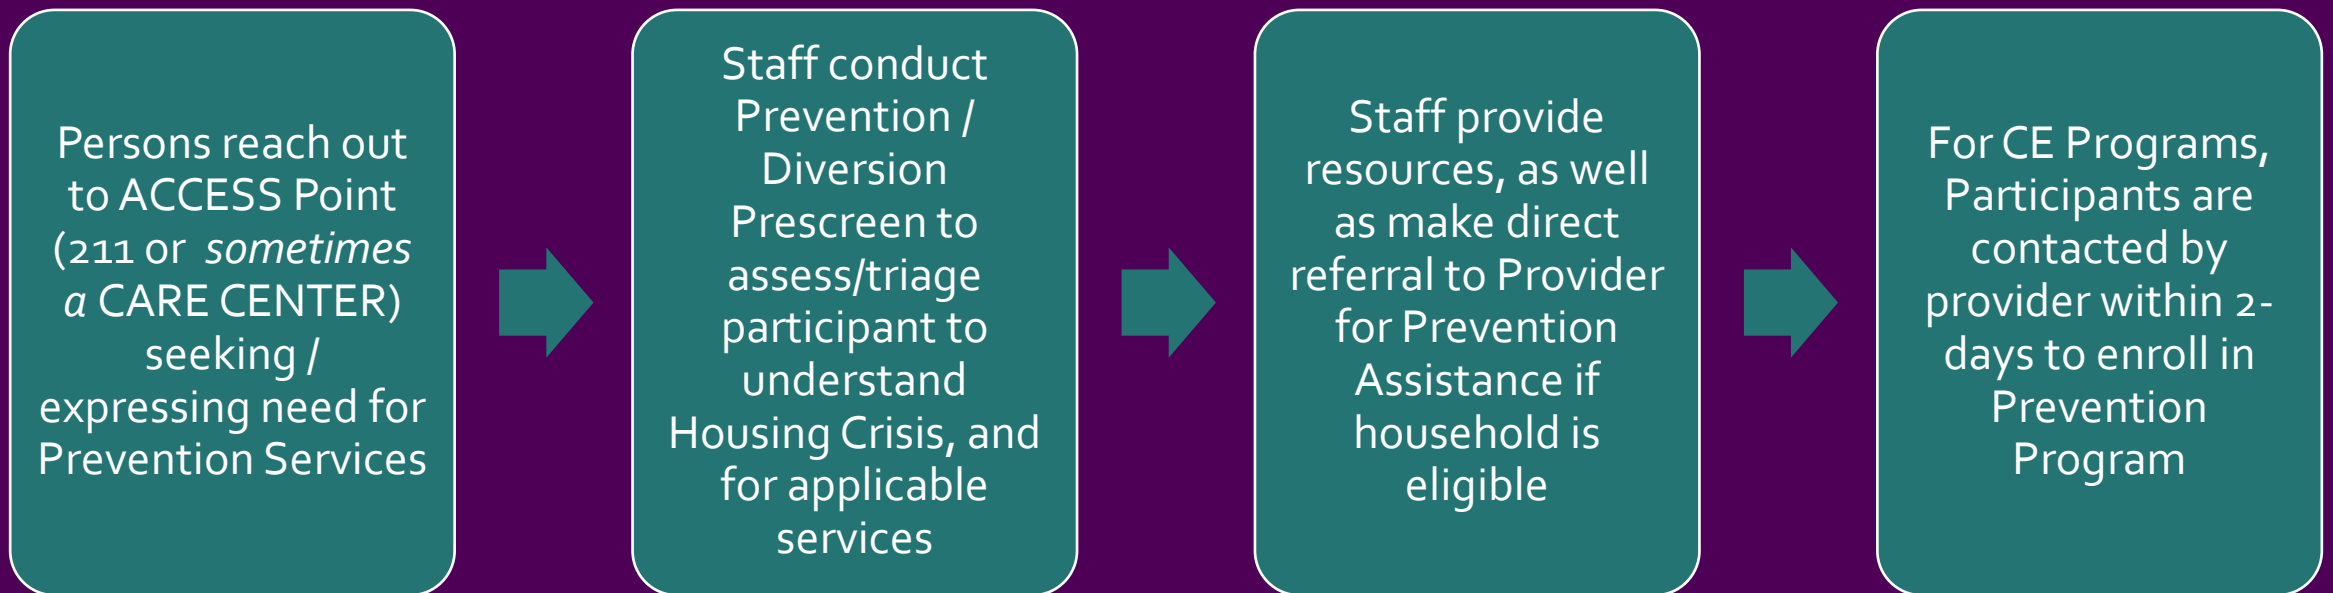 Persons reach out
to ACCESS Point
(211 or sometimes
a CARE CENTER)
seeking /
expressing need for
Prevention Services
Staff conduct
Prevention /
Diversion
Prescreen to
assess/triage
participant to
understand
Housing Crisis, and
for applicable
services
Staff provide
resources, as well
as make direct
referral to Provider
for Prevention
Assistance if
household is
eligible
For CE Programs,
Participants are
contacted by
provider within 2-
days to enroll in
Prevention
Program